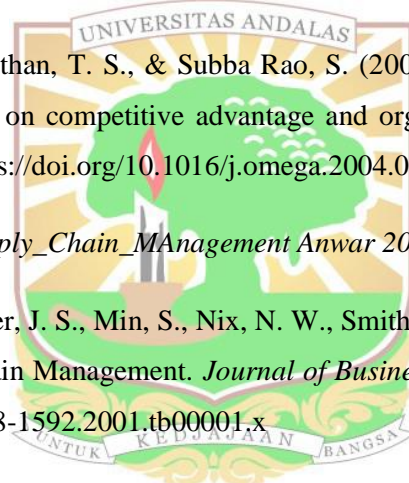 UNIVERSITAS ANDALAS
than, T. S., & Subba Rao, S. (200
on competitive advantage and org
s://doi.org/10.1016/j.omega.2004.0
ply_Chain_MAnagement Anwar 20
er, J. S., Min, S., Nix, N. W., Smith
in Management. Journal of Busine
8-1592.2001.tb00001.x
UNTUK KEDJAJAAN BANGSA